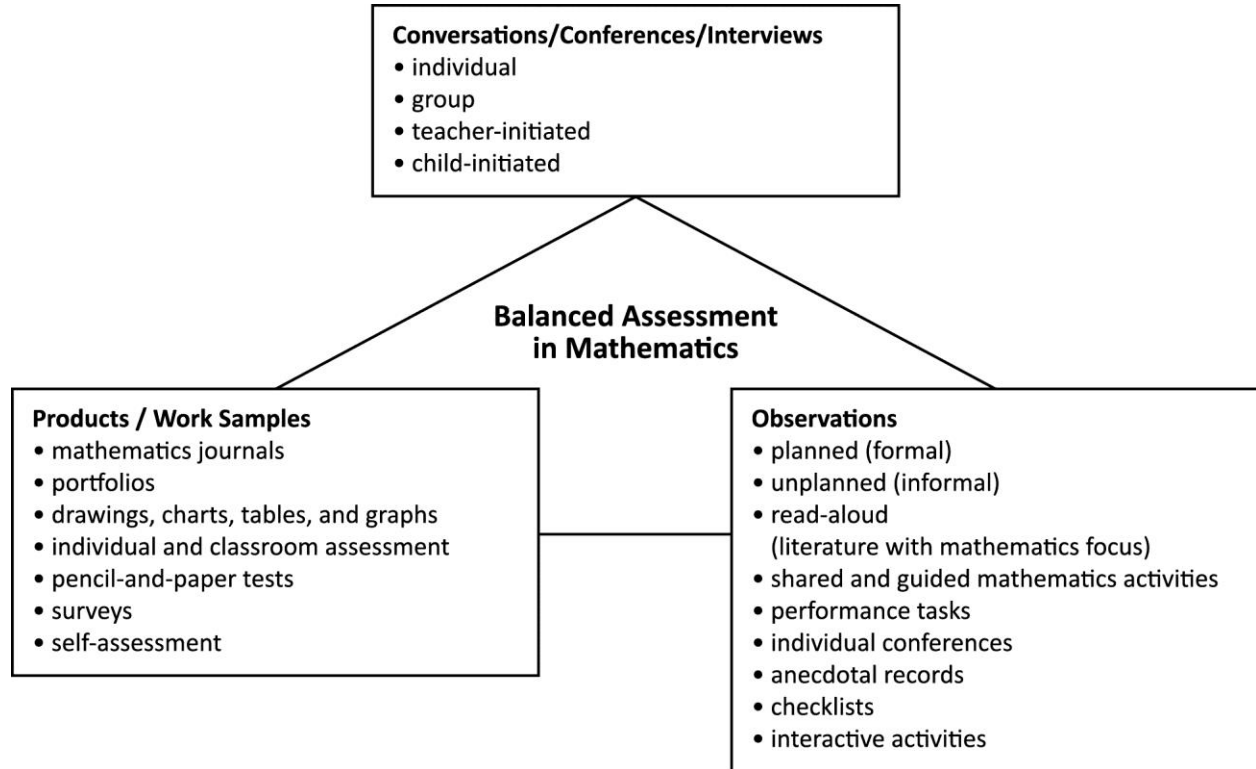 Conversations/Conferences/Interviews
• individual
• group
• teacher-initiated
• child-initiated
Balanced Assessment
in Mathematics
Products / Work Samples
• mathematics journals
• portfolios
• drawings, charts, tables, and graphs
• individual and classroom assessment
• pencil-and-paper tests
• surveys
• self-assessment
Observations
• planned (formal)
• unplanned (informal)
• read-aloud
(literature with mathematics focus)
• shared and guided mathematics activities
• performance tasks
• individual conferences
• anecdotal records
• checklists
• interactive activities